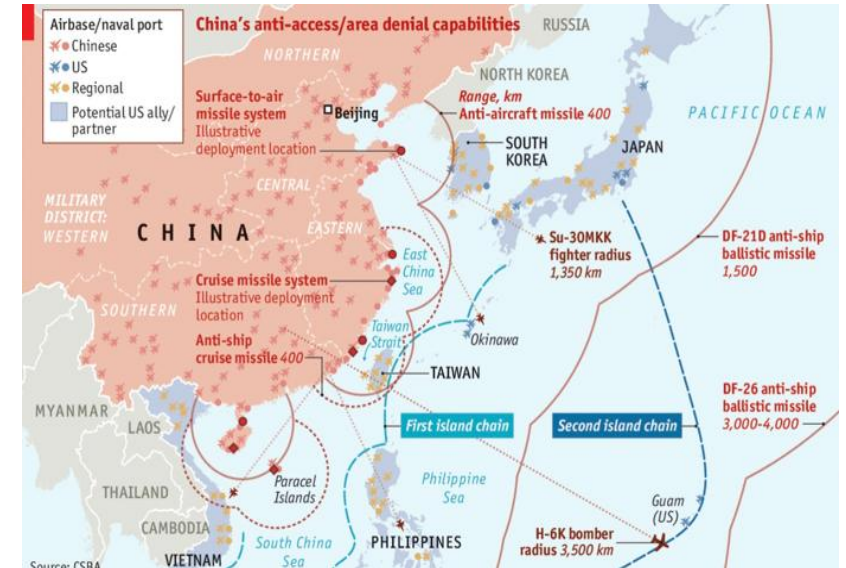 Airbase/naval port
Chinese
US
Regional
Potential US ally/
partner
China's anti-access/area denial capabilities
RUSSIA
NORTHERN
NORTH KOREA
Surface-to-air
missile system
Illustrative
deployment location
Beijing
Range, km
Anti-aircraft missile 400
PACIFIC OCEAN
SOUTH
KOREA
JAPAN
CENTRAL
MILITARY
DISTRICT:
WESTERN
CHINA
EASTERN
Su-30MKK
fighter radius
1,350 km
DF-21D anti-ship
ballistic missile
1,500
East
China
Sea
Cruise missile system
Illustrative deployment
location
SOUTHERN
Taiwan
Strait
Okinawa
Anti-ship
cruise missile 400
TAIWAN
DF-26 anti-ship
ballistic missile
3,000-4,000
MYANMAR
LAOS
First island chain
Second island chain
THAILAND
Paracel
Islands
Philippine
Sea
Guam
(US)
CAMBODIA
H-6K bomber
radius 3,500 km
South China
Sea
PHILIPPINES
VIETNAM
Source: CSBA